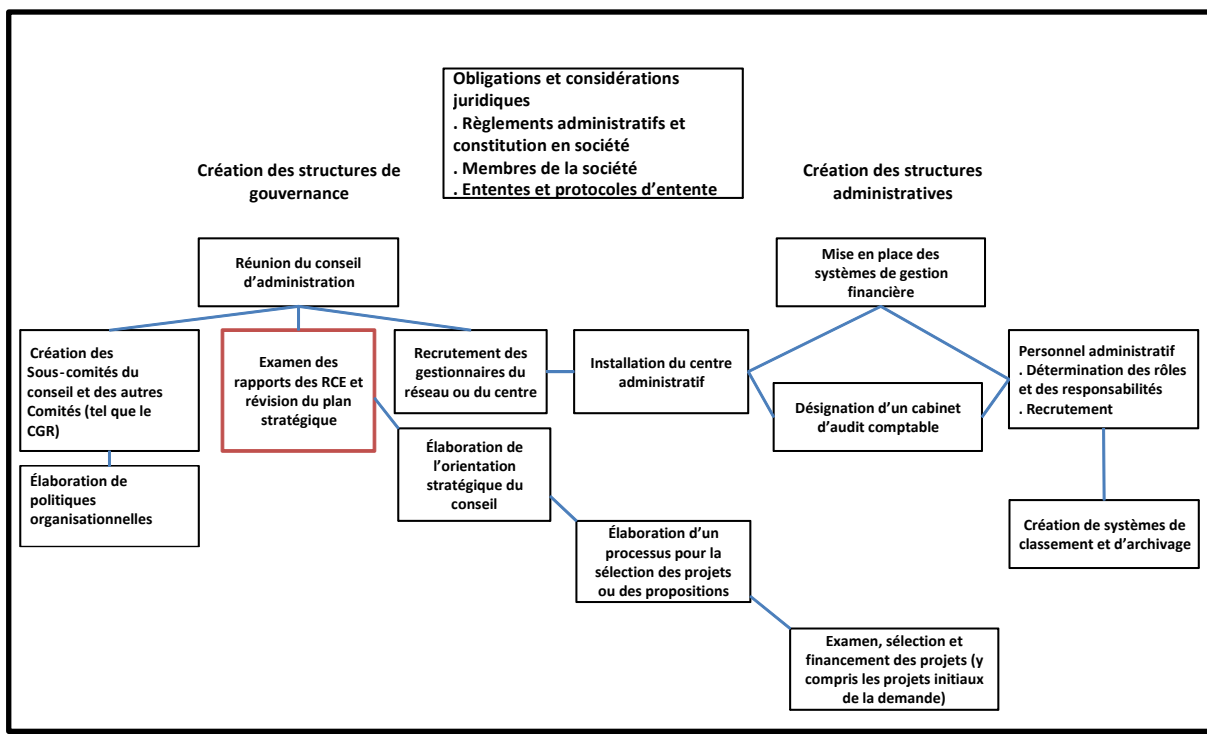 Obligations et considérations
juridiques
. Règlements administratifs et
constitution en société
. Membres de la société
. Ententes et protocoles d’entente
Création des structures de
gouvernance
Création des structures
administratives
Réunion du conseil
d’administration
Mise en place des
systèmes de gestion
financière
Création des
Sous-comités du
conseil et des autres
Comités (tel que le
CGR)
Examen des
rapports des RCE et
révision du plan
stratégique
Recrutement des
gestionnaires du
réseau ou du centre
Installation du centre
administratif
Désignation d’un cabinet
d’audit comptable
Personnel administratif
. Détermination des rôles
et des responsabilités
. Recrutement
Élaboration de
politiques
organisationnelles
Élaboration de
l’orientation
stratégique du
conseil
Élaboration d’un
processus pour la
sélection des projets
ou des propositions
Création de systèmes de
classement et d’archivage
Examen, sélection et
financement des projets (y
compris les projets initiaux
de la demande)